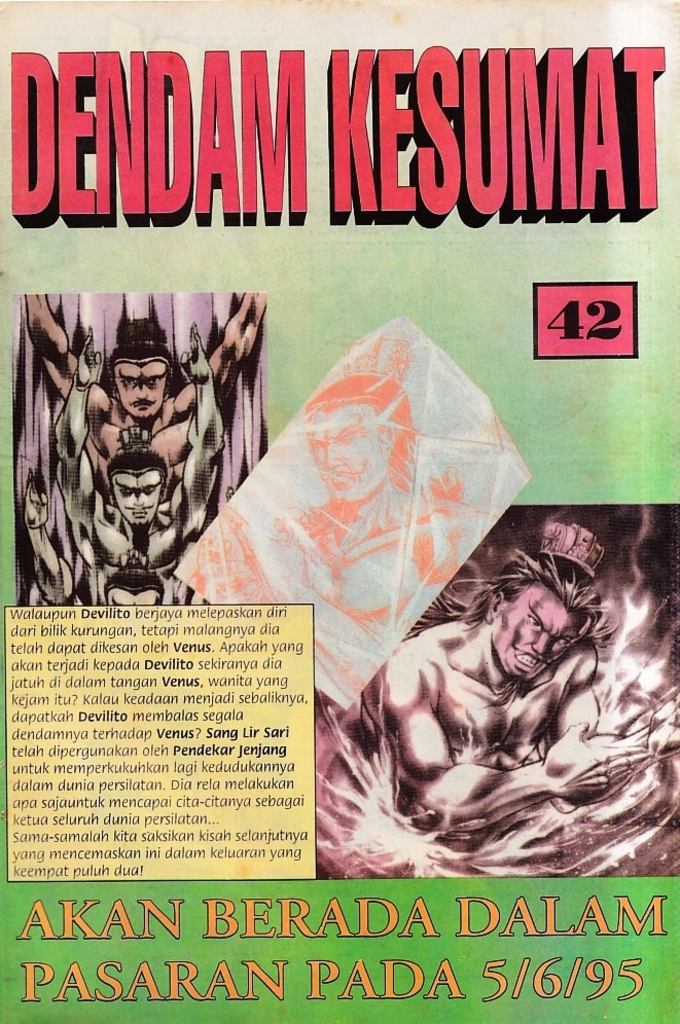 DENDAM KESUMAT
42
Walaupun Devilito berjaya melepaskan diri
dari bilik kurungan, tetapi malangnya dia
telah dapat dikesan oleh Venus. Apakah yang
akan terjadi kepada Devilito sekiranya dia
jatuh di dalam tangan Venus, wanita yang
kejam itu? Kalau keadaan menjadi sebaliknya,
dapatkah Devilito membalas segala
dendamnya terhadap Venus? Sang Lir Sari
telah dipergunakan oleh Pendekar Jenjang
untuk memperkukuhkan lagi kedudukannya
dalam dunia persilatan. Dia rela melakukan
apa sajauntuk mencapai cita-citanya sebagai
ketua seluruh dunia persilatan...
Sama-samalah kita saksikan kisah selanjutnya
yang mencemaskan ini dalam keluaran yang
keempat puluh dua!
AKAN BERADA DALAM
PASARAN PADA 5/6/95